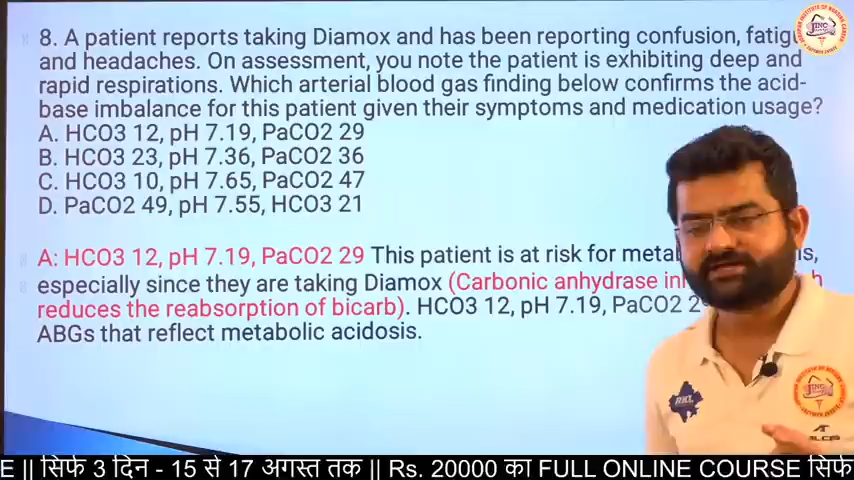 8. A patient reports taking Diamox and has been reporting confusion, fatigu
and headaches. On assessment, you note the patient is exhibiting deep and
rapid respirations. Which arterial blood gas finding below confirms the acid-
base imbalance for this patient given their symptoms and medication usage?
A. HCO3 12, pH 7.19, PaCO2 29
B. HCO3 23, pH 7.36, PaCO2 36
C. HCO3 10, pH 7.65, PaCO2 47
D. PaCO2 49, pH 7.55, HCO3 21
A: HCO3 12, pH 7.19, PaCO2 29 This patient is at risk for metab
especially since they are taking Diamox (Carbonic anhydrase in
reduces the reabsorption of bicarb). HCO3 12, pH 7.19, PaCO2 2
ABGs that reflect metabolic acidosis.
JINC
RKL
JINC
E || सिर्फ 3 दिन - 15 से 17 अगस्त तक || Rs. 20000 का FULL ONLINE COURSE सिर्फ